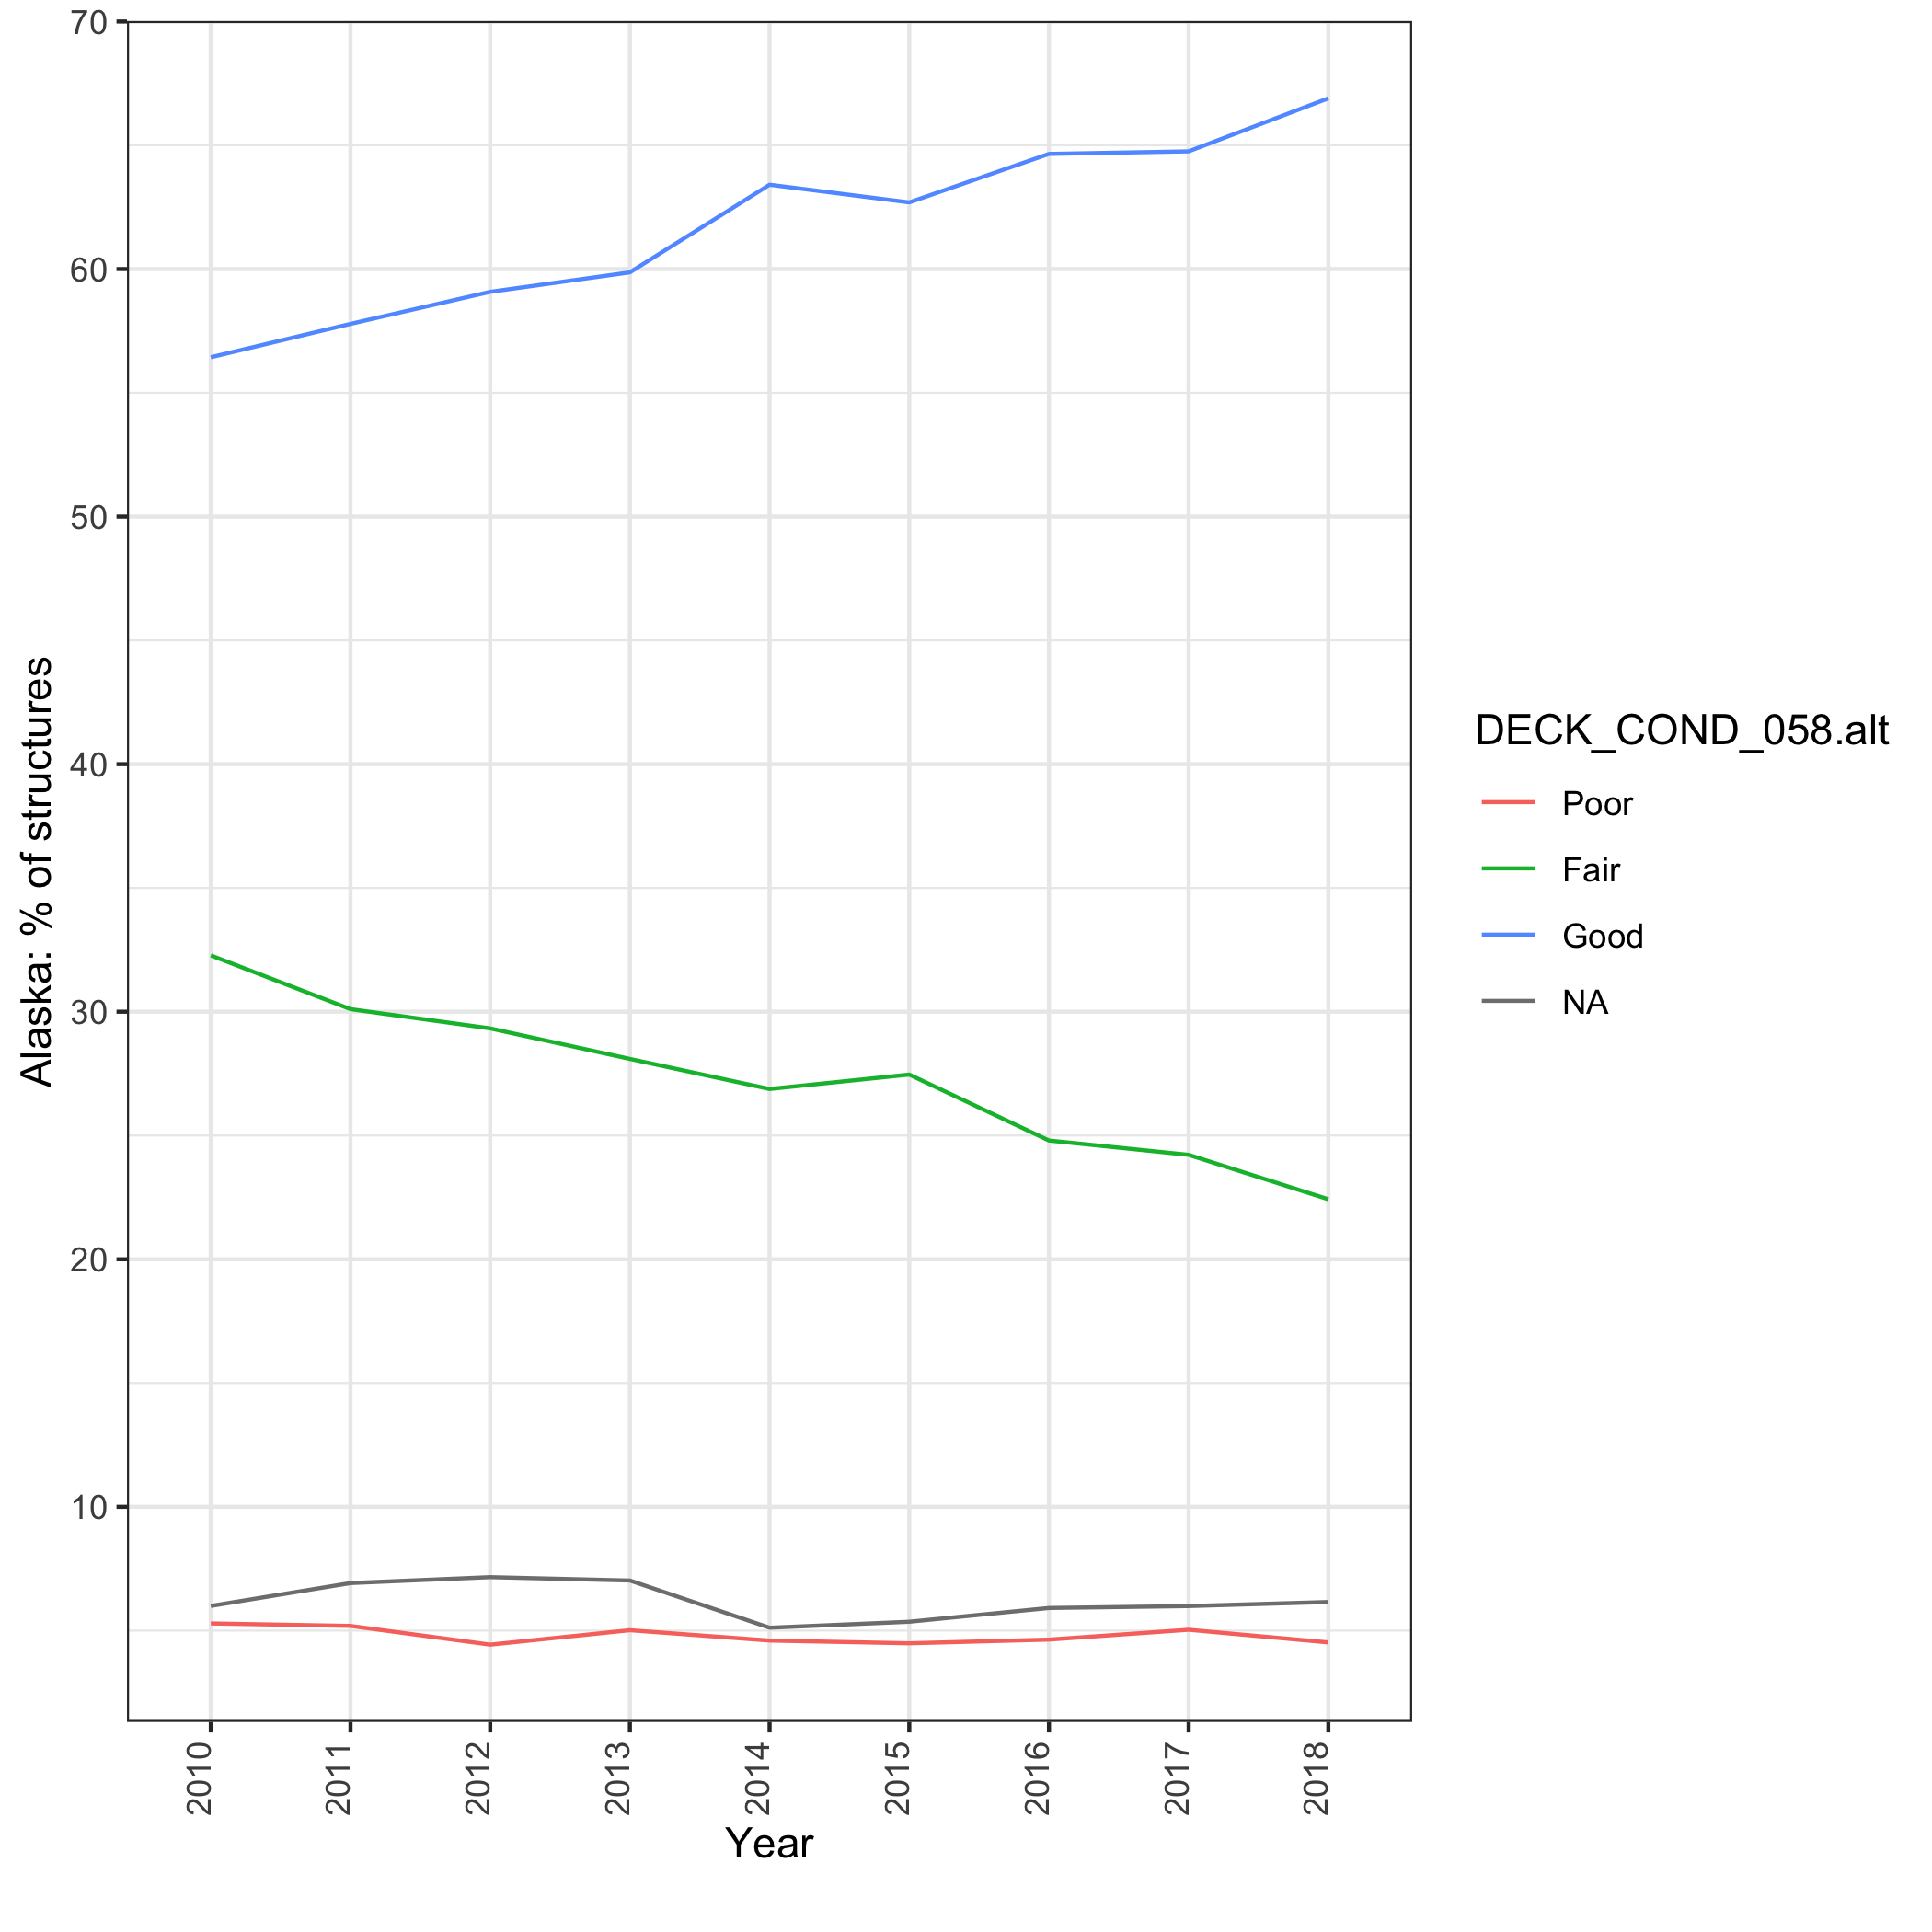 Alaska: % of structures
70
60
50
40
30
20
10
2010
2011
2012
2013
2014
2015
2016
2017
2018
Year
DECK_COND_058.alt
Poor
Fair
Good
NA